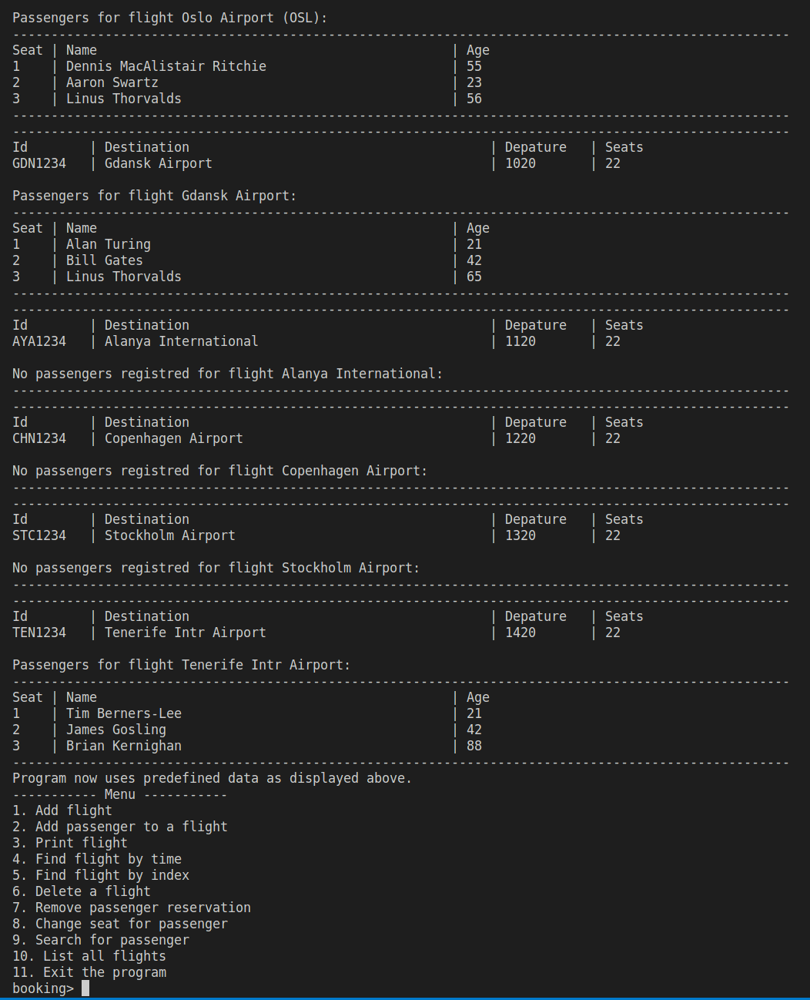 Passengers for flight Oslo Airport (OSL):
-----------------------------------------------------------------------------------------------------
Seat | Name                                              | Age
1    | Dennis MacAlistair Ritchie                        | 55
2    | Aaron Swartz                                      | 23
3    | Linus Thorvalds                                   | 56
-----------------------------------------------------------------------------------------------------
-----------------------------------------------------------------------------------------------------
Id        | Destination                                       | Depature   | Seats
GDN1234   | Gdansk Airport                                    | 1020       | 22

Passengers for flight Gdansk Airport:
-----------------------------------------------------------------------------------------------------
Seat | Name                                              | Age
1    | Alan Turing                                       | 21
2    | Bill Gates                                        | 42
3    | Linus Thorvalds                                   | 65
-----------------------------------------------------------------------------------------------------
-----------------------------------------------------------------------------------------------------
Id        | Destination                                       | Depature   | Seats
AYA1234   | Alanya International                              | 1120       | 22

No passengers registred for flight Alanya International:
-----------------------------------------------------------------------------------------------------
-----------------------------------------------------------------------------------------------------
Id        | Destination                                       | Depature   | Seats
CHN1234   | Copenhagen Airport                                | 1220       | 22

No passengers registred for flight Copenhagen Airport:
-----------------------------------------------------------------------------------------------------
-----------------------------------------------------------------------------------------------------
Id        | Destination                                       | Depature   | Seats
STC1234   | Stockholm Airport                                 | 1320       | 22

No passengers registred for flight Stockholm Airport:
-----------------------------------------------------------------------------------------------------
-----------------------------------------------------------------------------------------------------
Id        | Destination                                       | Depature   | Seats
TEN1234   | Tenerife Intr Airport                             | 1420       | 22

Passengers for flight Tenerife Intr Airport:
-----------------------------------------------------------------------------------------------------
Seat | Name                                              | Age
1    | Tim Berners-Lee                                   | 21
2    | James Gosling                                     | 42
3    | Brian Kernighan                                   | 88
-----------------------------------------------------------------------------------------------------
Program now uses predefined data as displayed above.
----------- Menu -----------
1. Add flight
2. Add passenger to a flight
3. Print flight
4. Find flight by time
5. Find flight by index
6. Delete a flight
7. Remove passenger reservation
8. Change seat for passenger
9. Search for passenger
10. List all flights
11. Exit the program
booking>